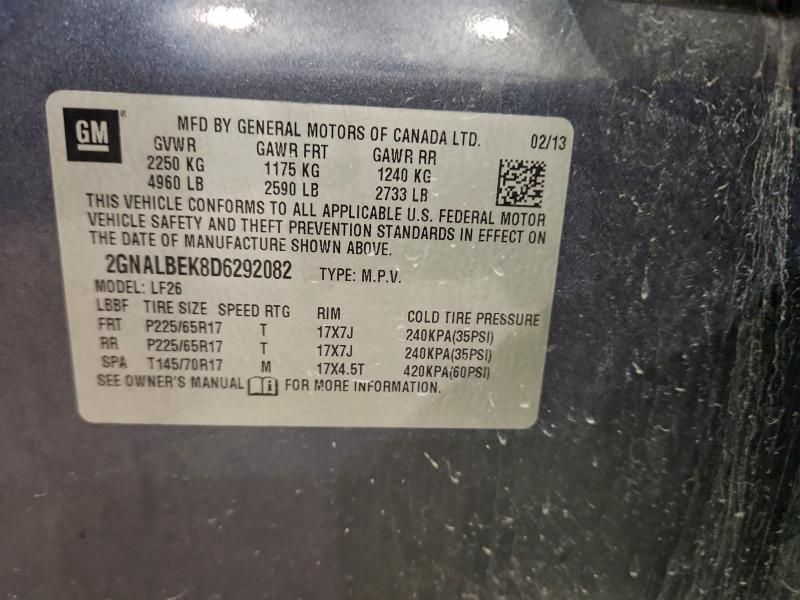 GM
MFD BY GENERAL MOTORS OF CANADA LTD. 02/13
GVWR GAWR FRT GAWR RR
2250 KG 1175 KG 1240 KG
4960 LB 2590 LB 2733 LB
THIS VEHICLE CONFORMS TO ALL APPLICABLE U.S. FEDERAL MOTOR
VEHICLE SAFETY AND THEFT PREVENTION STANDARDS IN EFFECT ON
THE DATE OF MANUFACTURE SHOWN ABOVE.
2GNALBEK8D6292082 TYPE: M.P.V.
MODEL: LF26
LBBF TIRE SIZE SPEED RTG RIM COLD TIRE PRESSURE
FRT P225/65R17 T 17X7J 240KPA(35PSI)
RR P225/65R17 T 17X7J 240KPA(35PSI)
SPA T145/70R17 M 17X4.5T 420KPA(60PSI)
SEE OWNER'S MANUAL FOR MORE INFORMATION.